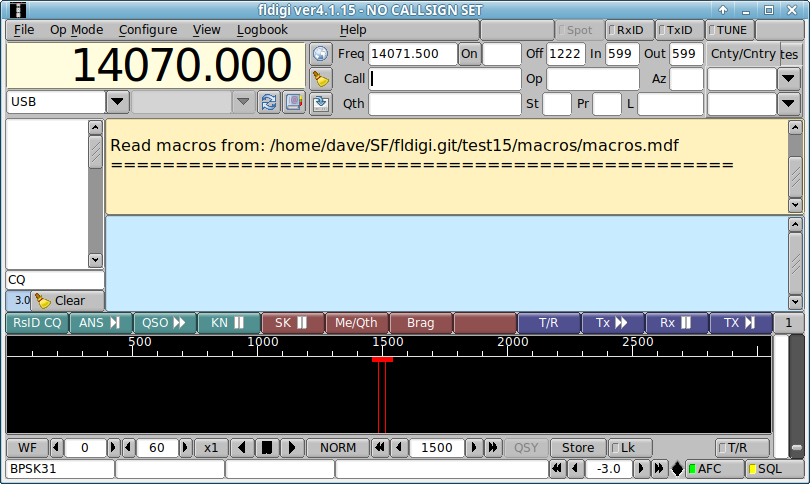 fldigi ver4.1.15 - NO CALLSIGN SET
File Op Mode Configure View Logbook Help Spot RxID TxID TUNE
14070.000
Freq 14071.500 On Off 1222 In 599 Out 599 Cnty/Cntry tes
Call Op Az
USB
Qth St Pr L
Read macros from: /home/dave/SF/fldigi.git/test15/macros/macros.mdf
================================================
CQ
3.0 Clear
RsID CQ ANS QSO KN SK Me/Qth Brag T/R Tx Rx TX 1
500 1000 1500 2000 2500
WF 0 60 x1 NORM 1500 QSY Store Lk T/R
BPSK31 -3.0 AFC SQL